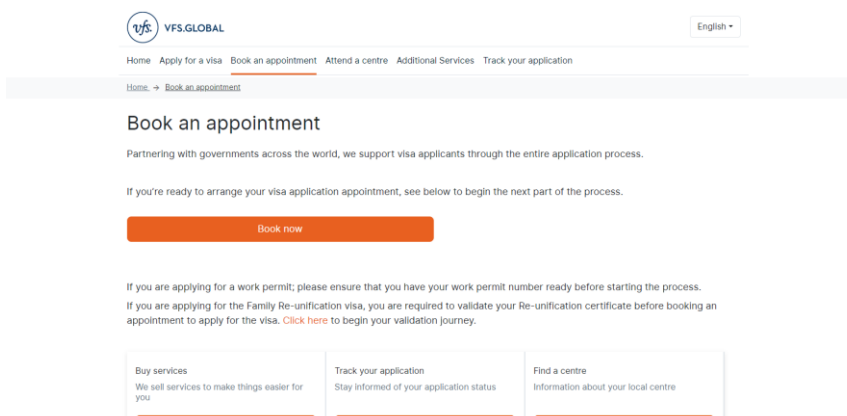 vfs. VFS.GLOBAL
English
Home Apply for a visa Book an appointment Attend a centre Additional Services Track your application
Home → Book an appointment
Book an appointment
Partnering with governments across the world, we support visa applicants through the entire application process.
If you're ready to arrange your visa application appointment, see below to begin the next part of the process.
Book now
If you are applying for a work permit; please ensure that you have your work permit number ready before starting the process.
If you are applying for the Family Re-unification visa, you are required to validate your Re-unification certificate before booking an
appointment to apply for the visa. Click here to begin your validation journey.
Buy services
We sell services to make things easier for
you
Track your application
Stay informed of your application status
Find a centre
Information about your local centre